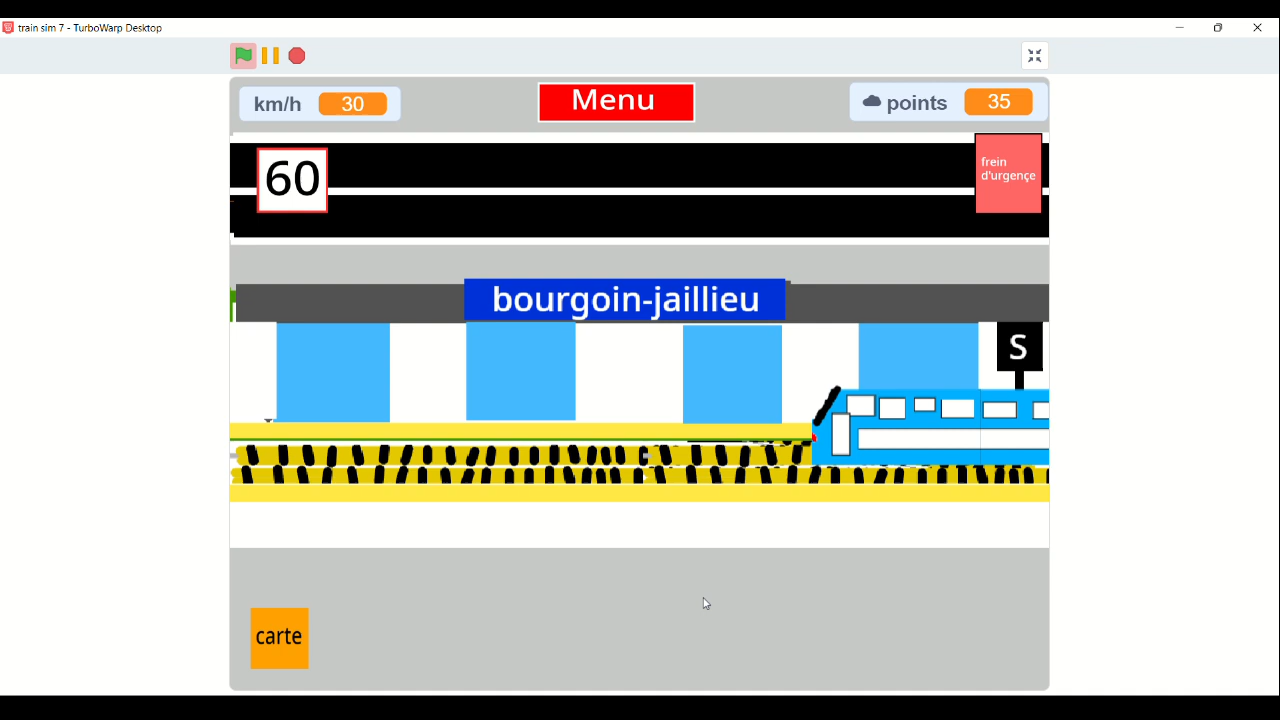 train sim 7 - TurboWarp Desktop
km/h 30
Menu
points 35
60
frein
d'urgençe
bourgoin-jaillieu
S
carte